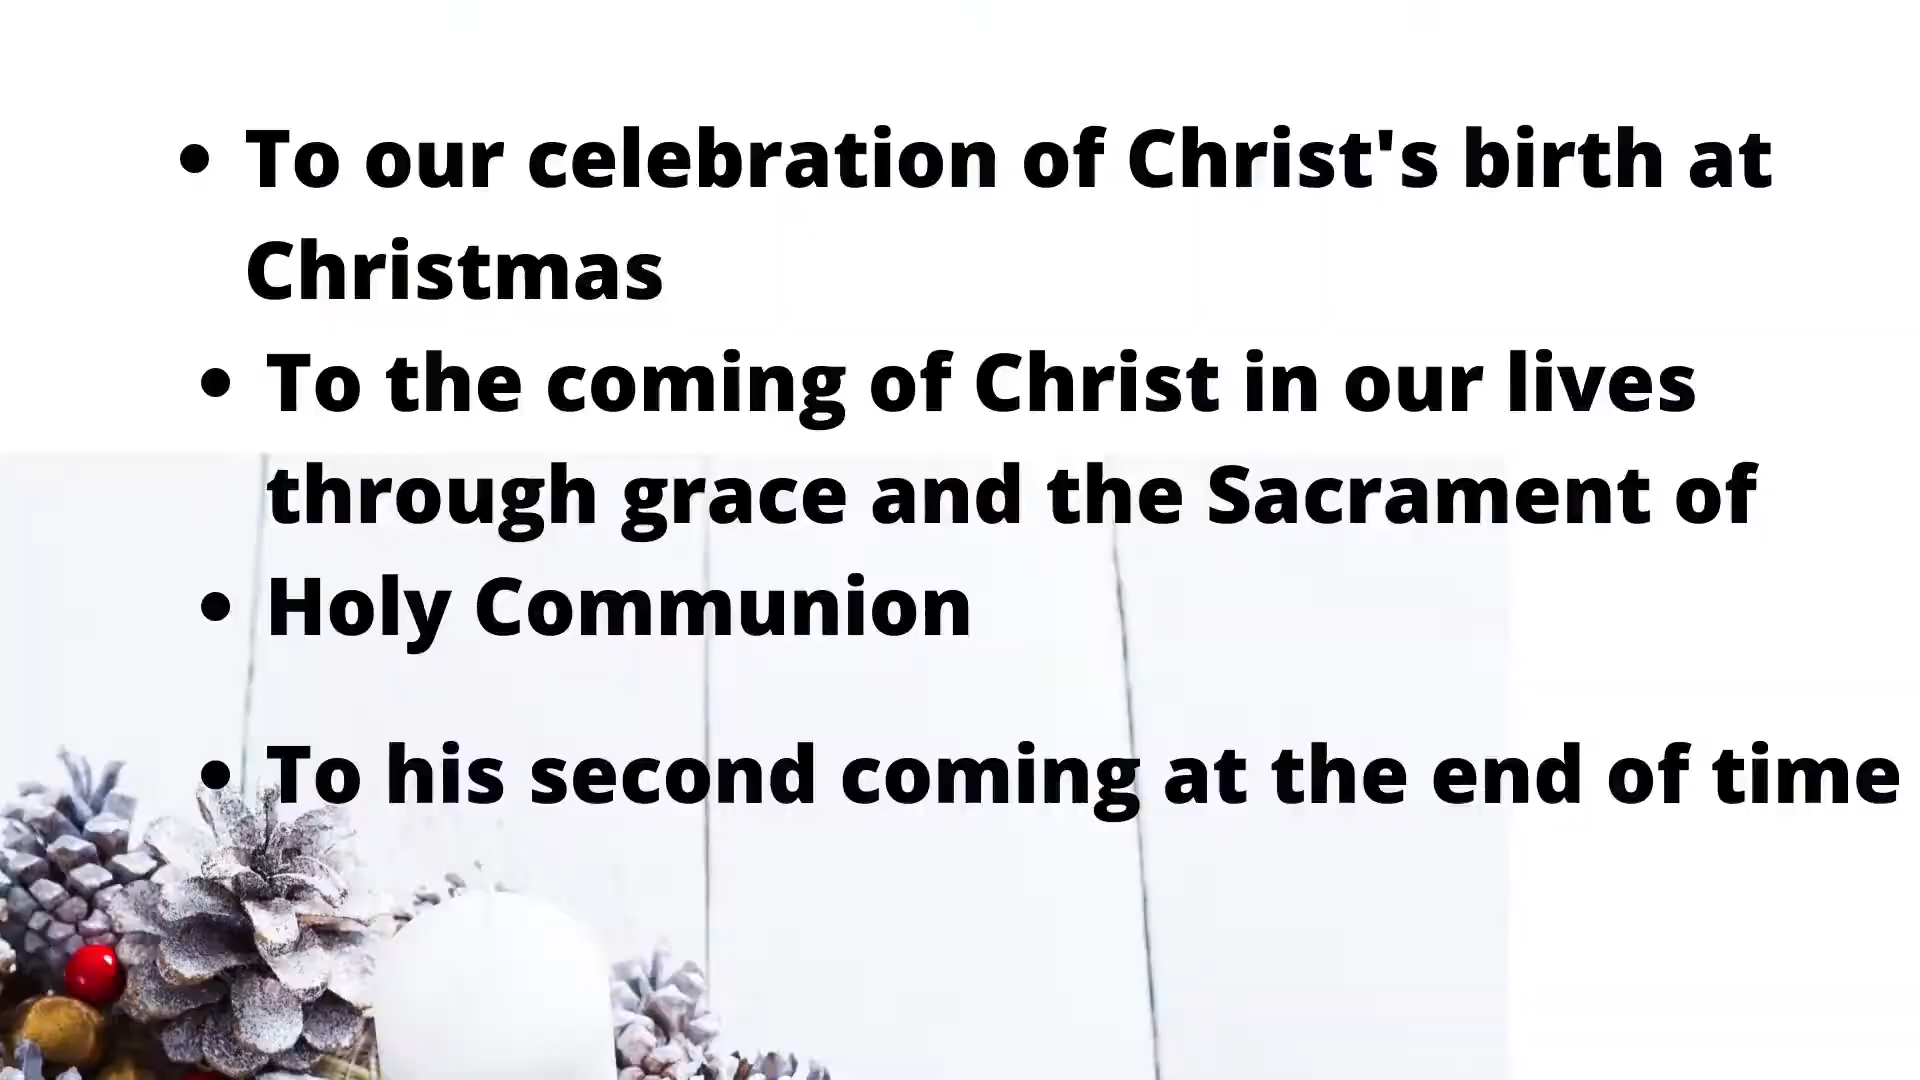 • To our celebration of Christ's birth at
Christmas
• To the coming of Christ in our lives
through grace and the Sacrament of
• Holy Communion
• To his second coming at the end of time